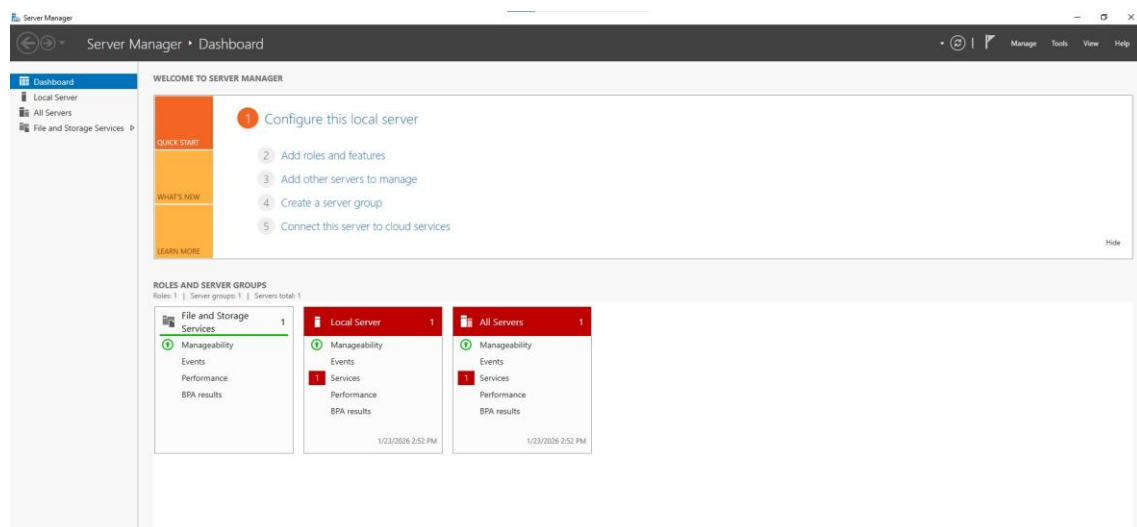 Server Manager
Server Manager • Dashboard
Manage Tools View Help
Dashboard
Local Server
All Servers
File and Storage Services
WELCOME TO SERVER MANAGER
QUICK START
WHAT'S NEW
LEARN MORE
1 Configure this local server
2 Add roles and features
3 Add other servers to manage
4 Create a server group
5 Connect this server to cloud services
Hide
ROLES AND SERVER GROUPS
Roles: 1 | Server groups: 1 | Servers total: 1
File and Storage
Services 1
Manageability
Events
Performance
BPA results
Local Server 1
Manageability
Events
1 Services
Performance
BPA results
1/23/2026 2:52 PM
All Servers 1
Manageability
Events
1 Services
Performance
BPA results
1/23/2026 2:52 PM